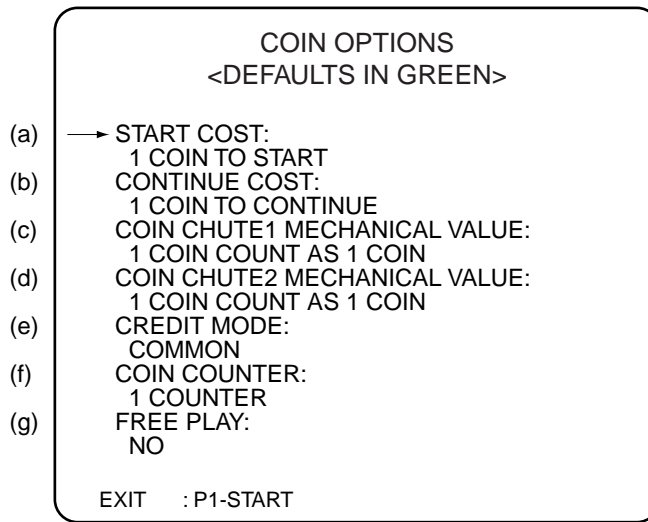 COIN OPTIONS
<DEFAULTS IN GREEN>
(a) START COST:
1 COIN TO START
(b) CONTINUE COST:
1 COIN TO CONTINUE
(c) COIN CHUTE1 MECHANICAL VALUE:
1 COIN COUNT AS 1 COIN
(d) COIN CHUTE2 MECHANICAL VALUE:
1 COIN COUNT AS 1 COIN
(e) CREDIT MODE:
COMMON
(f) COIN COUNTER:
1 COUNTER
(g) FREE PLAY:
NO
EXIT : P1-START